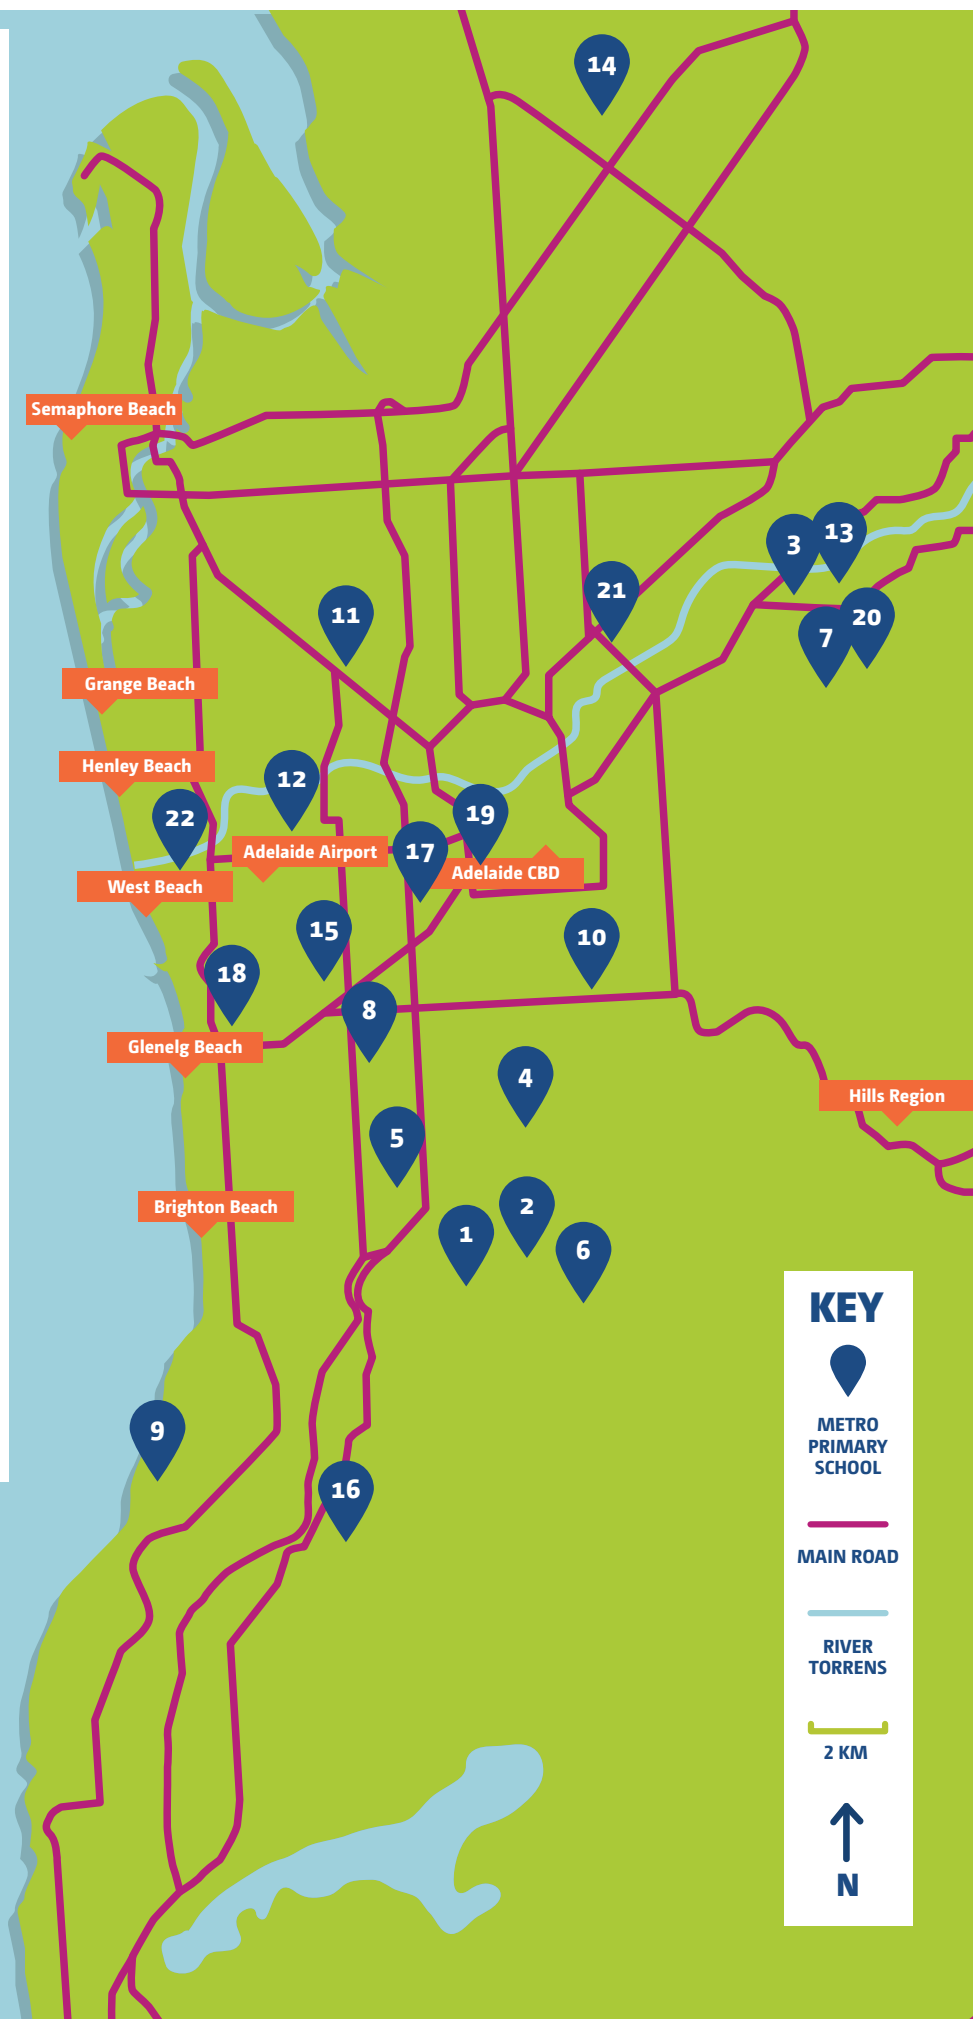 14
Semaphore Beach
13
3
21
11
20
7
Grange Beach
Henley Beach
12
19
22
17
Adelaide Airport
Adelaide CBD
West Beach
15
10
18
8
Glenelg Beach
4
Hills Region
5
Brighton Beach
2
1
6
9
16
KEY
METRO
PRIMARY
SCHOOL
MAIN ROAD
RIVER
TORRENS
2 KM
N